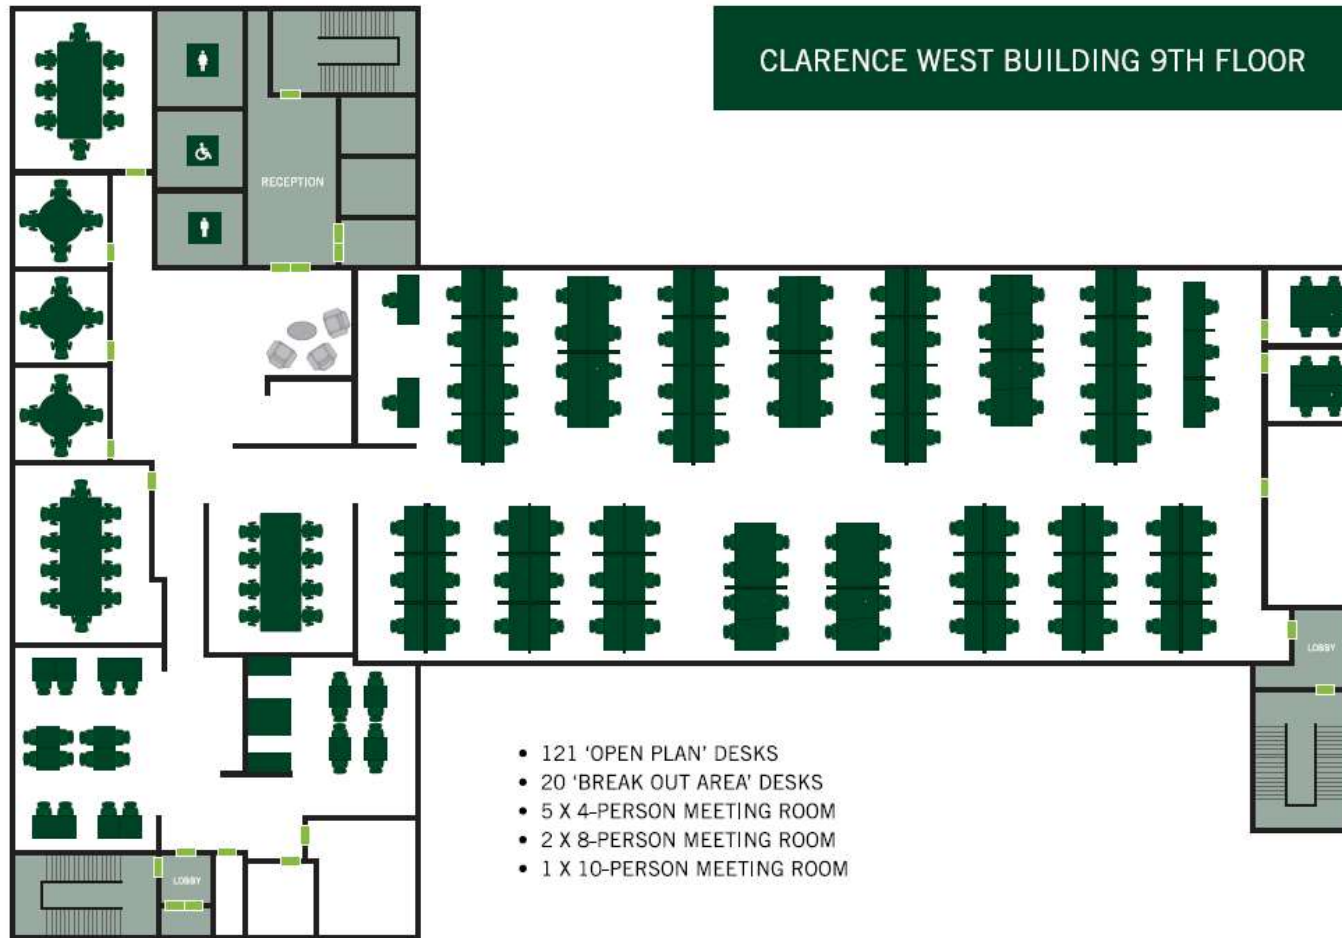 CLARENCE WEST BUILDING 9TH FLOOR
RECEPTION
LOBBY
• 121 ‘OPEN PLAN’ DESKS
• 20 ‘BREAK OUT AREA’ DESKS
• 5 X 4-PERSON MEETING ROOM
• 2 X 8-PERSON MEETING ROOM
• 1 X 10-PERSON MEETING ROOM
LOBBY